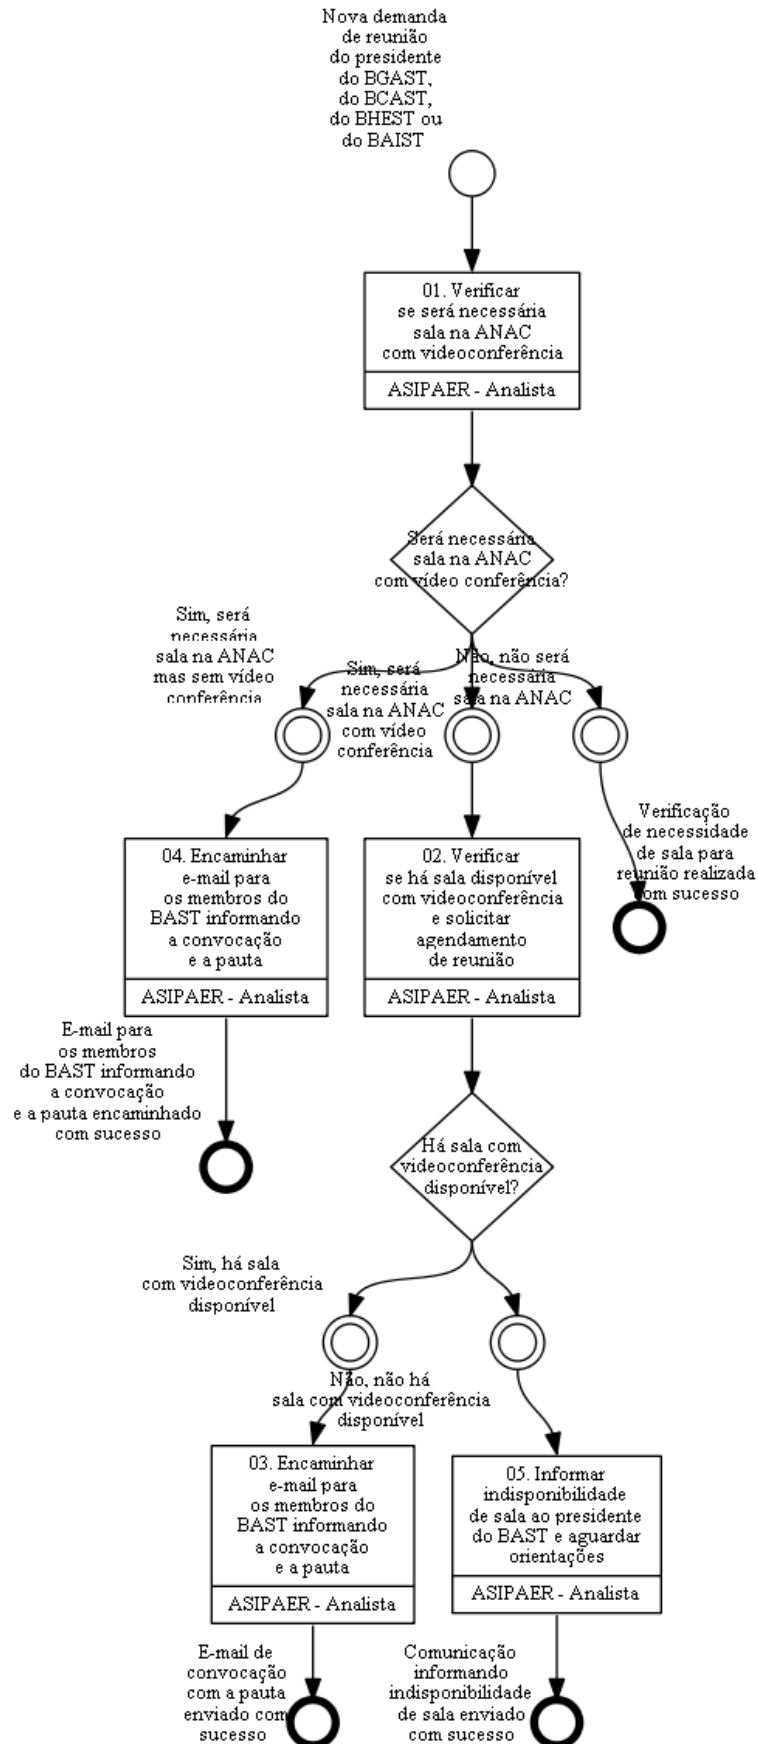 Nova demanda
de reunião
do presidente
do BGAST,
do BCAST,
do BHEST ou
do BAIST
01. Verificar
se será necessária
sala na ANAC
com videoconferência
ASIPAER - Analista
Será necessária
sala na ANAC
com vídeo conferência?
Sim, será
necessária
sala na ANAC
mas sem vídeo
conferência
Sim, será
necessária
sala na ANAC
com vídeo
conferência
Não, não será
necessária
sala na ANAC
Verificação
de necessidade
de sala para
reunião realizada
com sucesso
04. Encaminhar
e-mail para
os membros do
BAST informando
a convocação
e a pauta
ASIPAER - Analista
02. Verificar
se há sala disponível
com videoconferência
e solicitar
agendamento
de reunião
ASIPAER - Analista
E-mail para
os membros
do BAST informando
a convocação
e a pauta encaminhado
com sucesso
Há sala com
videoconferência
disponível?
Sim, há sala
com videoconferência
disponível
Não, não há
sala com videoconferência
disponível
03. Encaminhar
e-mail para
os membros do
BAST informando
a convocação
e a pauta
ASIPAER - Analista
05. Informar
indisponibilidade
de sala ao presidente
do BAST e aguardar
orientações
ASIPAER - Analista
E-mail de
convocação
com a pauta
enviado com
sucesso
Comunicação
informando
indisponibilidade
de sala enviado
com sucesso